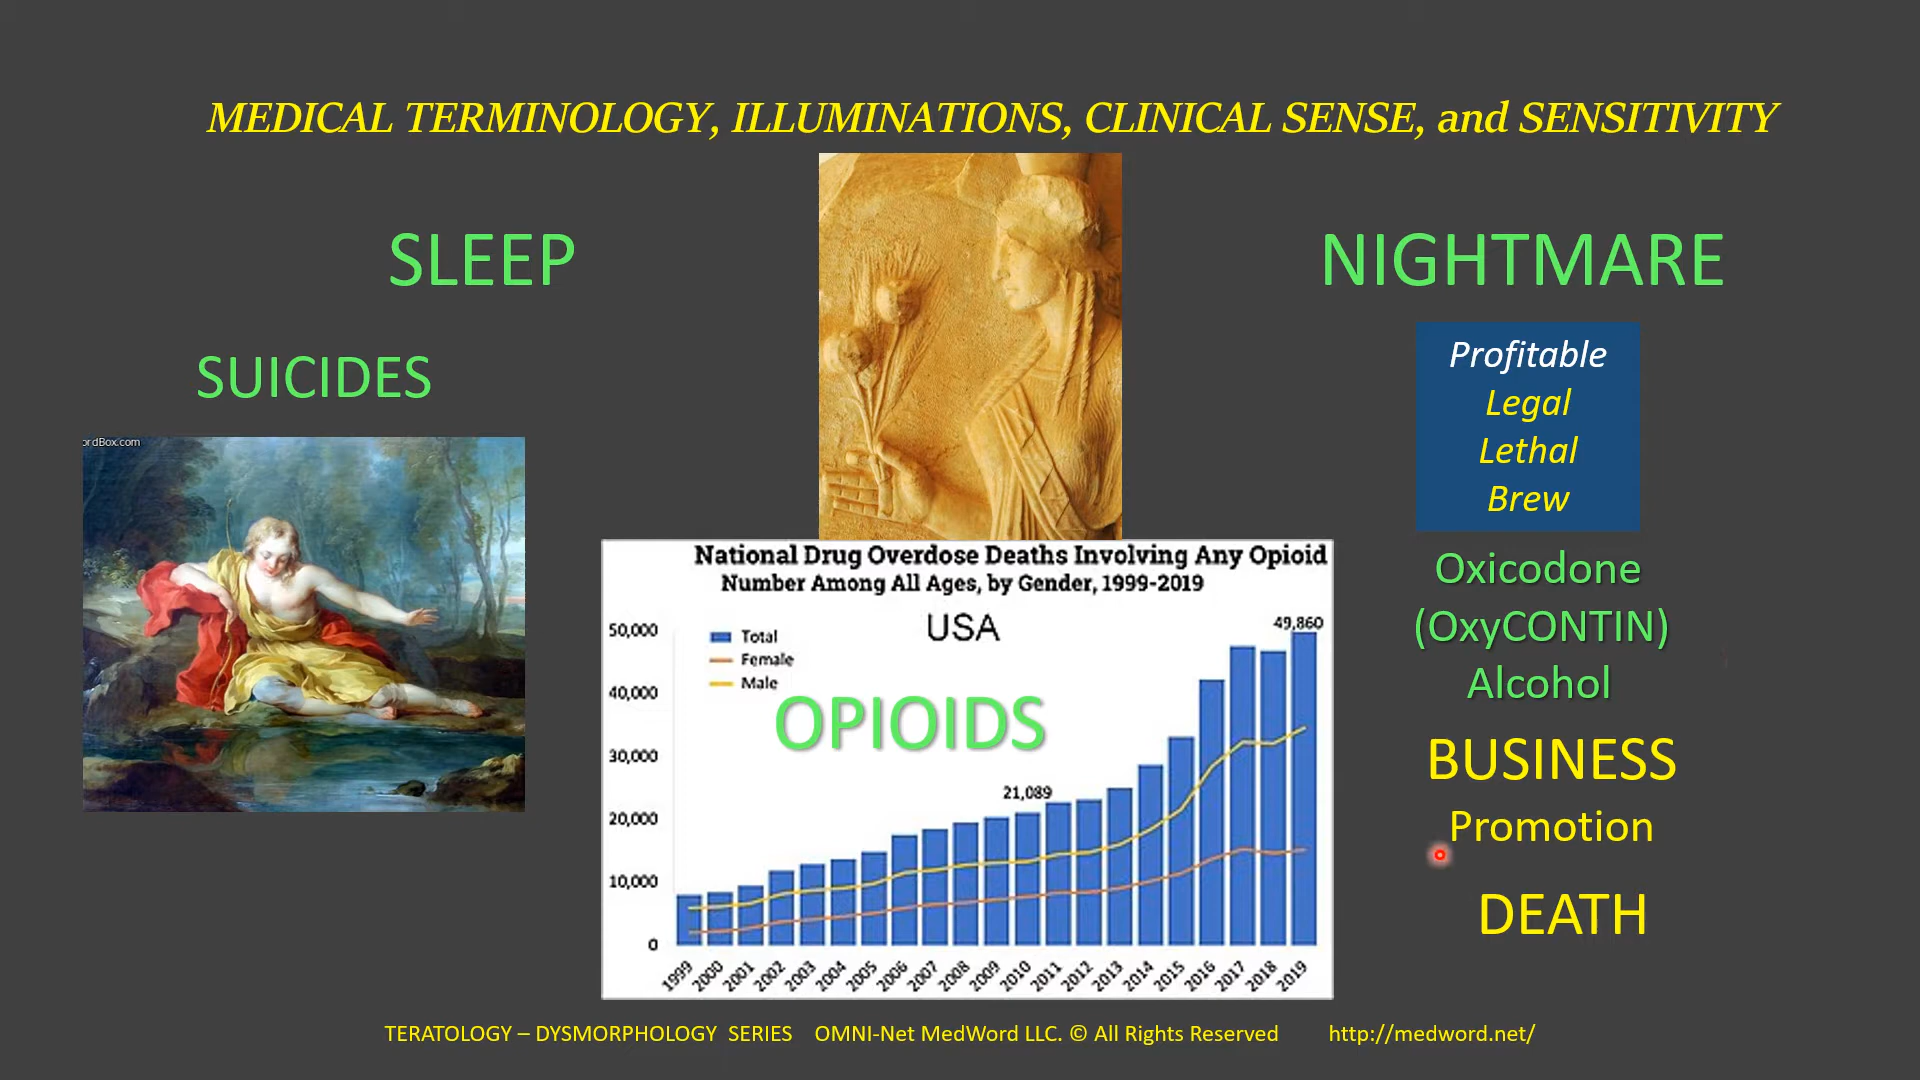 MEDICAL TERMINOLOGY, ILLUMINATIONS, CLINICAL SENSE, and SENSITIVITY
SLEEP
NIGHTMARE
SUICIDES
ordBox.com
Profitable
Legal
Lethal
Brew
Oxicodone
(OxyCONTIN)
Alcohol
BUSINESS
Promotion
DEATH
National Drug Overdose Deaths Involving Any Opioid
Number Among All Ages, by Gender, 1999-2019
USA
Total
Female
Male
OPIOIDS
50,000
40,000
30,000
20,000
10,000
0
21,089
49,860
1999 2000 2001 2002 2003 2004 2005 2006 2007 2008 2009 2010 2011 2012 2013 2014 2015 2016 2017 2018 2019
TERATOLOGY – DYSMORPHOLOGY SERIES OMNI-Net MedWord LLC. © All Rights Reserved http://medword.net/